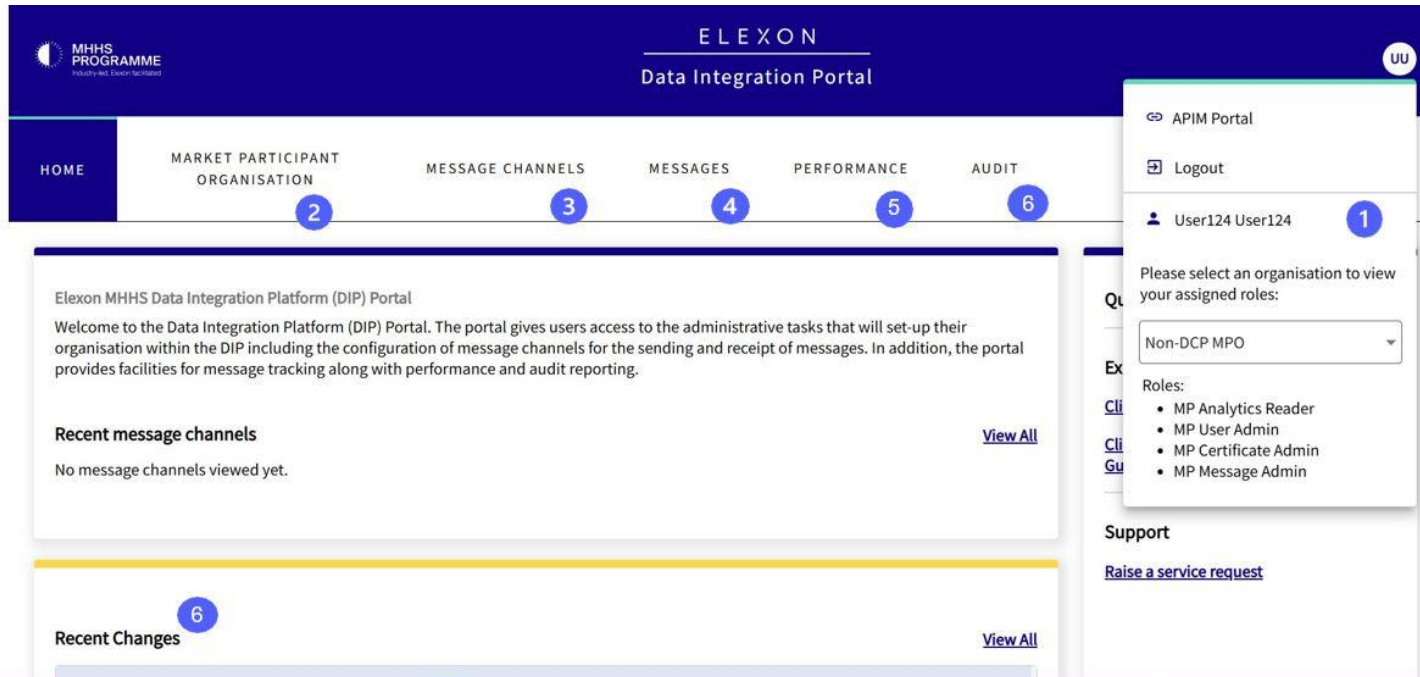 MHHS
PROGRAMME
Industry-led, Elexon facilitated
ELEXON
Data Integration Portal
UU
APIM Portal
Logout
User124 User124
1
Please select an organisation to view
your assigned roles:
Non-DCP MPO
Roles:
• MP Analytics Reader
• MP User Admin
• MP Certificate Admin
• MP Message Admin
HOME
MARKET PARTICIPANT
ORGANISATION
2
MESSAGE CHANNELS
3
MESSAGES
4
PERFORMANCE
5
AUDIT
6
Elexon MHHS Data Integration Platform (DIP) Portal
Welcome to the Data Integration Platform (DIP) Portal. The portal gives users access to the administrative tasks that will set-up their
organisation within the DIP including the configuration of message channels for the sending and receipt of messages. In addition, the portal
provides facilities for message tracking along with performance and audit reporting.
Recent message channels
View All
No message channels viewed yet.
6
Recent Changes
View All
Qu
Ex
Cli
Cli
Gu
Support
Raise a service request